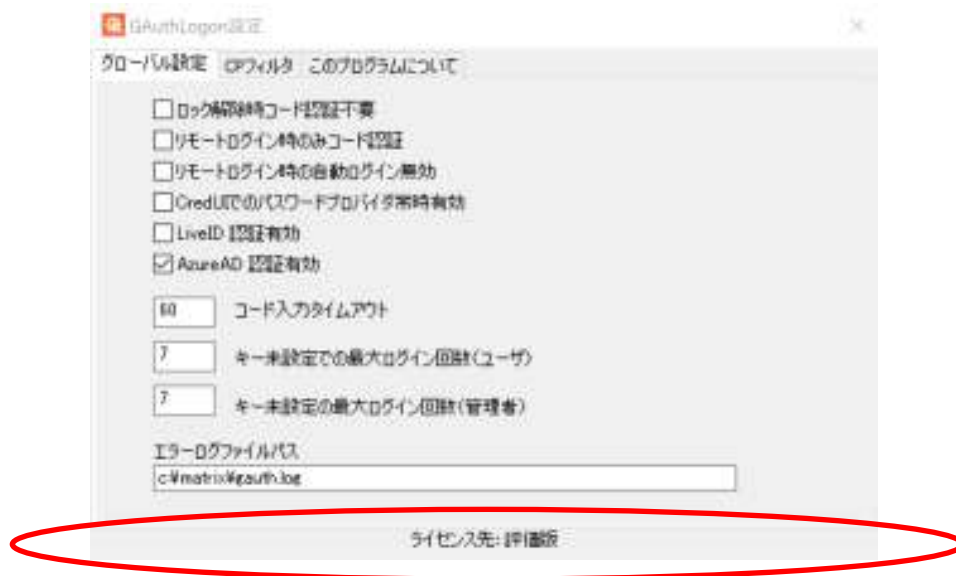 GAuthLogon設定
グローバル設定 CPフィルタ このプログラムについて
ロック解除時コード認証不要
リモートログイン時のみコード認証
リモートログイン時の自動ログイン無効
CredUIでのパスワードプロバイダ常時有効
LiveID 認証有効
AzureAD 認証有効
60 コード入力タイムアウト
7 キー未設定での最大ログイン回数(ユーザ)
7 キー未設定の最大ログイン回数(管理者)
エラーログファイルパス
c:¥matrix¥gauth.log
ライセンス先: 評価版